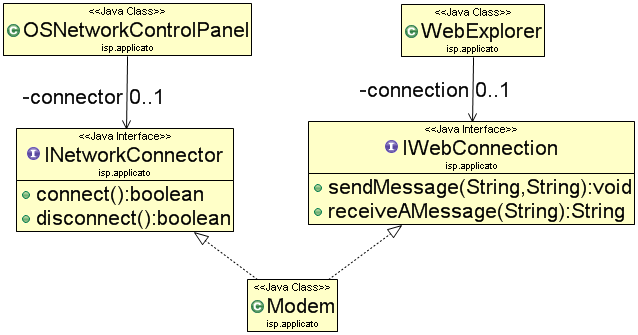 <<Java Class>>
OSNetworkControlPanel
isp.applicato
<<Java Class>>
WebExplorer
isp.applicato
-connector 0..1
-connection 0..1
<<Java Interface>>
INetworkConnector
isp.applicato
connect():boolean
disconnect():boolean
<<Java Interface>>
IWebConnection
isp.applicato
sendMessage(String,String):void
receiveAMessage(String):String
<<Java Class>>
Modem
isp.applicato